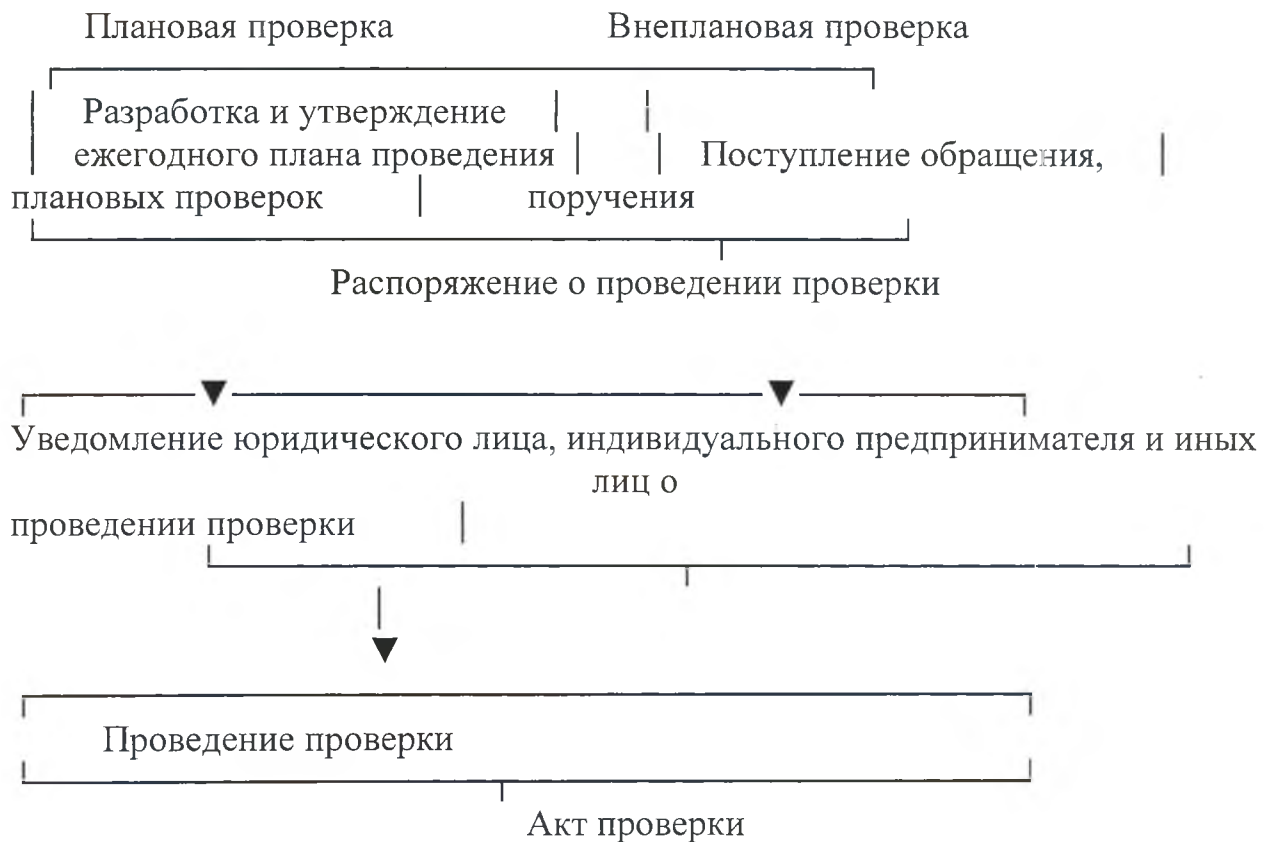 Плановая проверка Внеплановая проверка
Разработка и утверждение
ежегодного плана проведения Поступление обращения,
плановых проверок поручения
Распоряжение о проведении проверки
Уведомление юридического лица, индивидуального предпринимателя и иных
лиц о
проведении проверки
Проведение проверки
Акт проверки